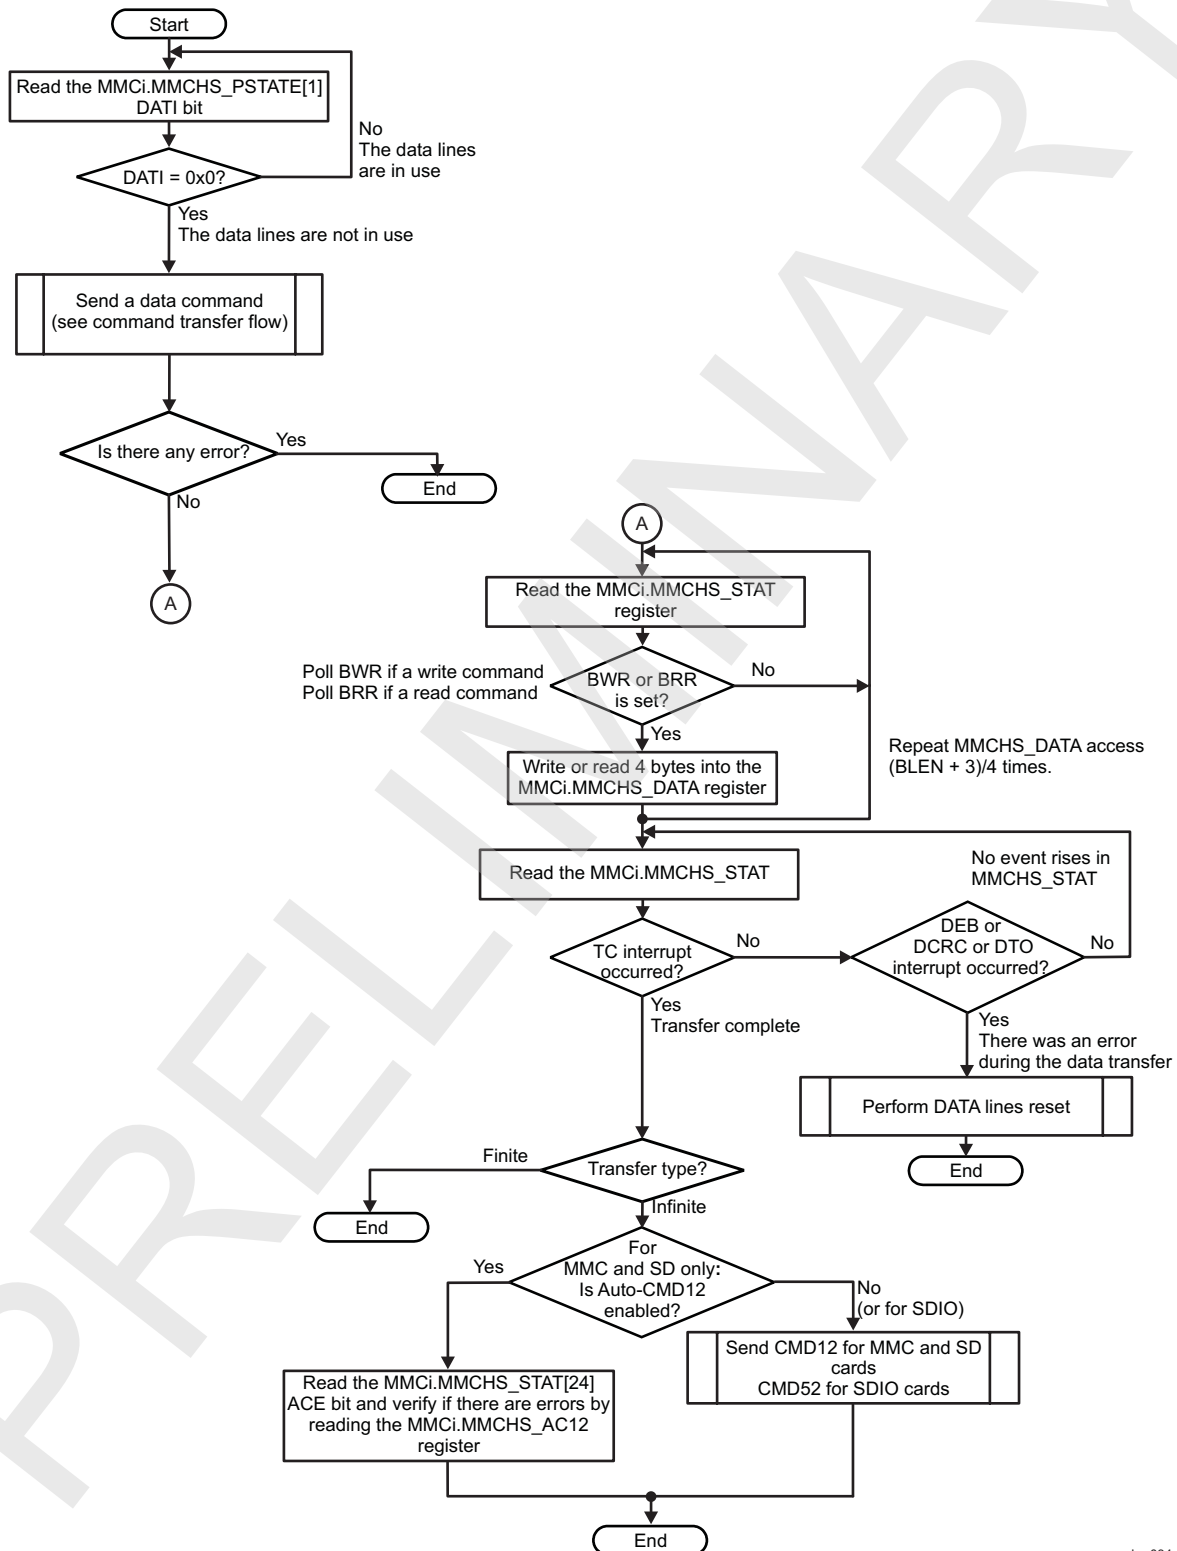 Start
Read the MMCi.MMCHS_PSTATE[1]
DATI bit
No
The data lines
are in use
DATI = 0x0?
Yes
The data lines are not in use
Send a data command
(see command transfer flow)
Is there any error?
Yes
End
No
A
A
Read the MMCi.MMCHS_STAT
register
Poll BWR if a write command
Poll BRR if a read command
BWR or BRR
is set?
No
Yes
Write or read 4 bytes into the
MMCi.MMCHS_DATA register
Repeat MMCHS_DATA access
(BLEN + 3)/4 times.
Read the MMCi.MMCHS_STAT
No event rises in
MMCHS_STAT
TC interrupt
occurred?
No
DEB or
DCRC or DTO
interrupt occurred?
No
Yes
Transfer complete
Yes
There was an error
during the data transfer
Perform DATA lines reset
End
Transfer type?
Finite
End
Infinite
For
MMC and SD only:
Is Auto-CMD12
enabled?
Yes
No
(or for SDIO)
Read the MMCi.MMCHS_STAT[24]
ACE bit and verify if there are errors by
reading the MMCi.MMCHS_AC12
register
Send CMD12 for MMC and SD
cards
CMD52 for SDIO cards
End
PRELIMINARY